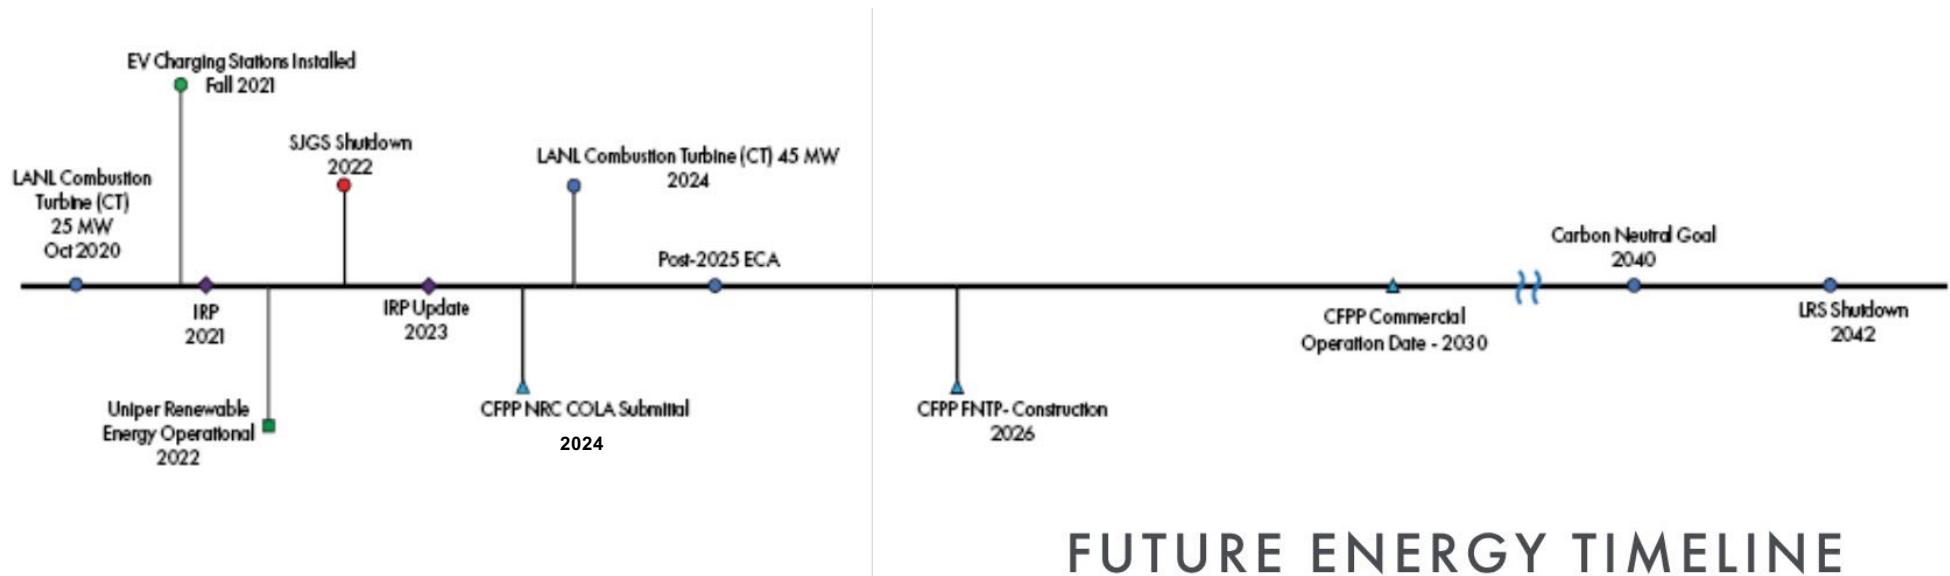 EV Charging Stations Installed
Fall 2021
SJGS Shutdown
2022
LANL Combustion Turbine (CT) 45 MW
2024
LANL Combustion
Turbine (CT)
25 MW
Oct 2020
Post-2025 ECA
Carbon Neutral Goal
2040
IRP
2021
IRP Update
2023
CFPP Commercial
Operation Date - 2030
LRS Shutdown
2042
Uniper Renewable
Energy Operational
2022
CFPP NRC COLA Submittal
2024
CFPP FNTP- Construction
2026
FUTURE ENERGY TIMELINE